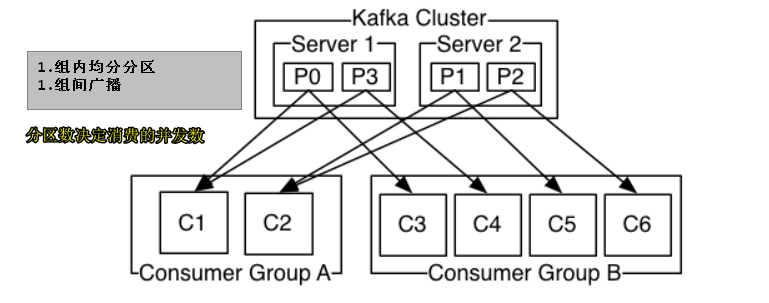 Kafka Cluster
Server 1
Server 2
P0
P3
P1
P2
1.组内均分分区
1.组间广播
分区数决定消费的并发数
C1
C2
C3
C4
C5
C6
Consumer Group A
Consumer Group B